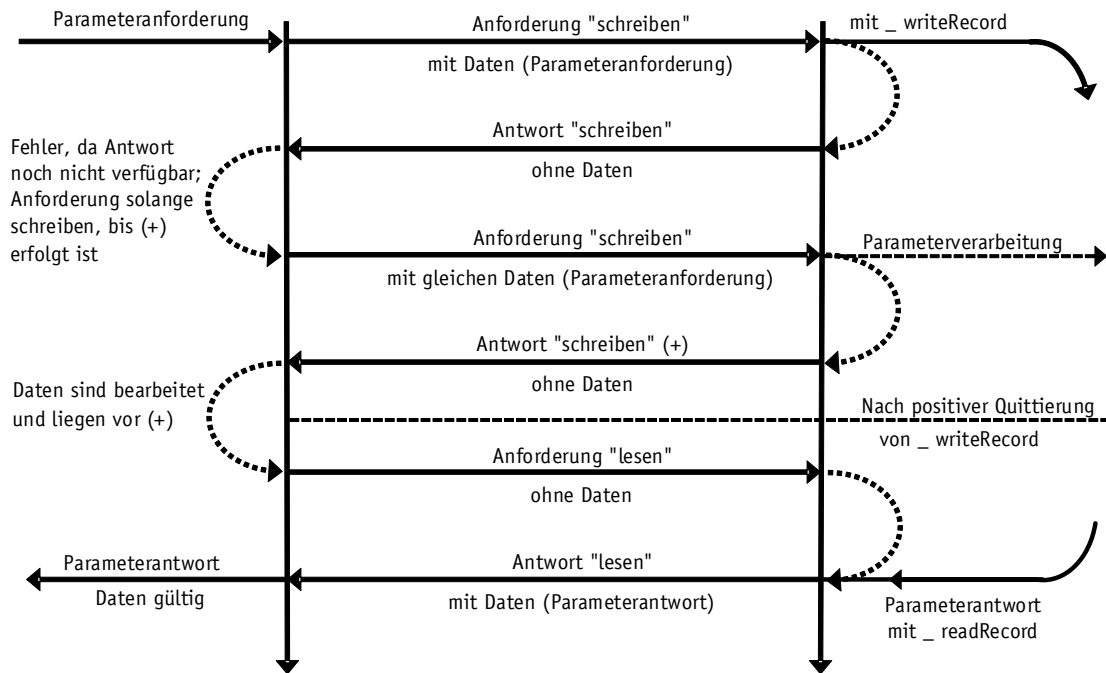 Parameteranforderung
Anforderung "schreiben"
mit _ writeRecord
mit Daten (Parameteranforderung)
Antwort "schreiben"
ohne Daten
Fehler, da Antwort
noch nicht verfügbar;
Anforderung solange
schreiben, bis (+)
erfolgt ist
Anforderung "schreiben"
mit gleichen Daten (Parameteranforderung)
Parameterverarbeitung
Antwort "schreiben" (+)
ohne Daten
Daten sind bearbeitet
und liegen vor (+)
Nach positiver Quittierung
von _ writeRecord
Anforderung "lesen"
ohne Daten
Parameterantwort
Daten gültig
Antwort "lesen"
mit Daten (Parameterantwort)
Parameterantwort
mit _ readRecord